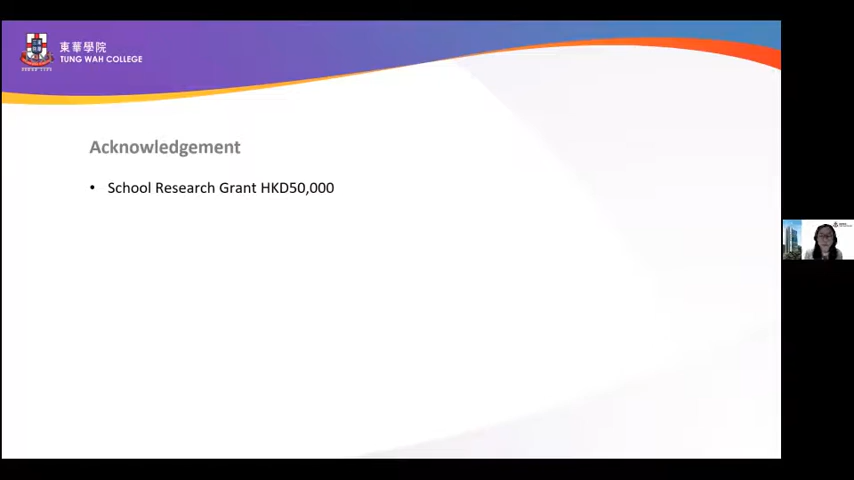 東華學院
TUNG WAH COLLEGE
Acknowledgement
• School Research Grant HKD50,000